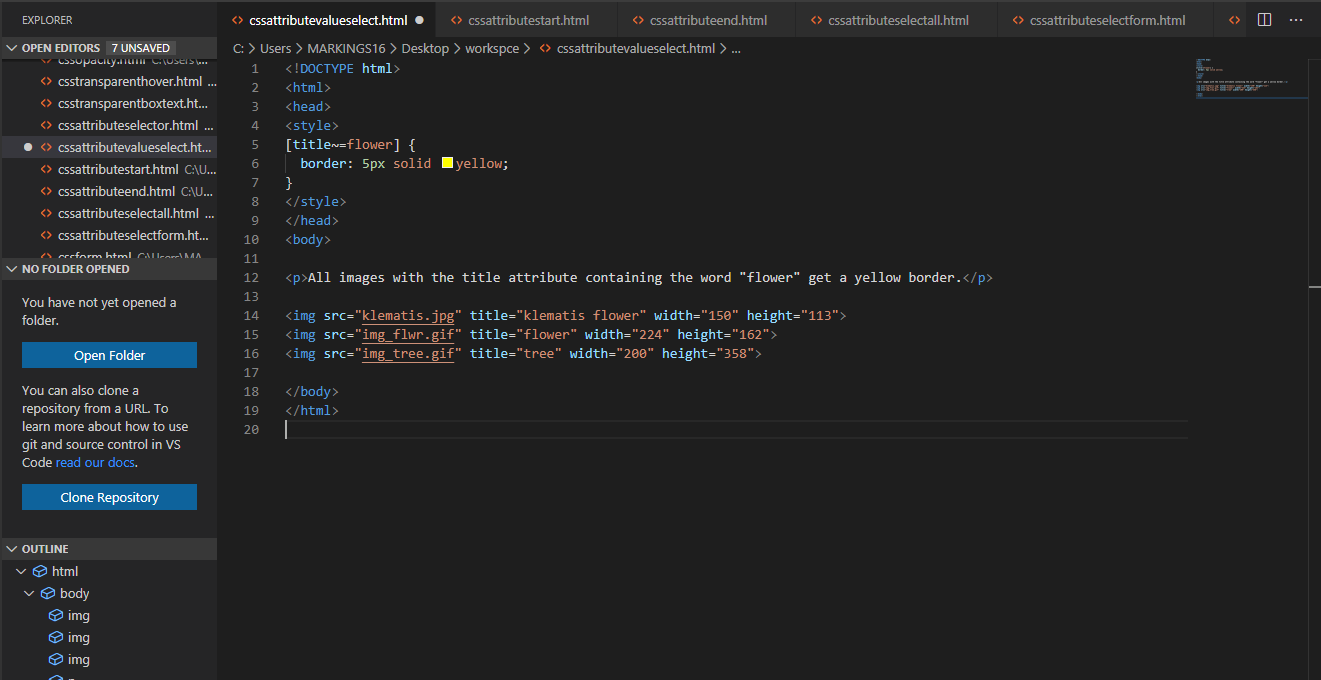 EXPLORER
OPEN EDITORS 7 UNSAVED
cssopacity.html C:\Users\...
csstransparenthover.html ...
csstransparentboxtext.ht...
cssattributeselector.html ...
cssattributevalueselect.ht...
cssattributestart.html C:\U...
cssattributeend.html C:\U...
cssattributeselectall.html ...
cssattributeselectform.ht...
cssform.html C:\Users\MA...
NO FOLDER OPENED
You have not yet opened a
folder.
Open Folder
You can also clone a
repository from a URL. To
learn more about how to use
git and source control in VS
Code read our docs.
Clone Repository
OUTLINE
html
body
img
img
img
cssattributevalueselect.html
cssattributestart.html
cssattributeend.html
cssattributeselectall.html
cssattributeselectform.html
...
C: > Users > MARKINGS16 > Desktop > workspce > cssattributevalueselect.html > ...
1 <!DOCTYPE html>
2 <html>
3 <head>
4 <style>
5 [title~=flower] {
6 border: 5px solid yellow;
7 }
8 </style>
9 </head>
10 <body>
11
12 <p>All images with the title attribute containing the word "flower" get a yellow border.</p>
13
14 <img src="klematis.jpg" title="klematis flower" width="150" height="113">
15 <img src="img_flwr.gif" title="flower" width="224" height="162">
16 <img src="img_tree.gif" title="tree" width="200" height="358">
17
18 </body>
19 </html>
20